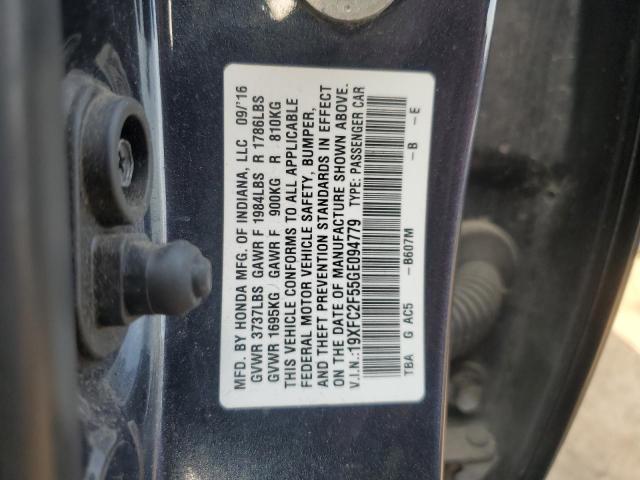 MFD. BY HONDA MFG. OF INDIANA, LLC 09/'16
GVWR 3737LBS GAWR F 1984LBS R 1786LBS
GVWR 1695KG GAWR F 900KG R 810KG
THIS VEHICLE CONFORMS TO ALL APPLICABLE
FEDERAL MOTOR VEHICLE SAFETY, BUMPER,
AND THEFT PREVENTION STANDARDS IN EFFECT
ON THE DATE OF MANUFACTURE SHOWN ABOVE.
V.I.N.:19XFC2F55GE094779 TYPE: PASSENGER CAR
TBA G AC5 -B607M -B -E